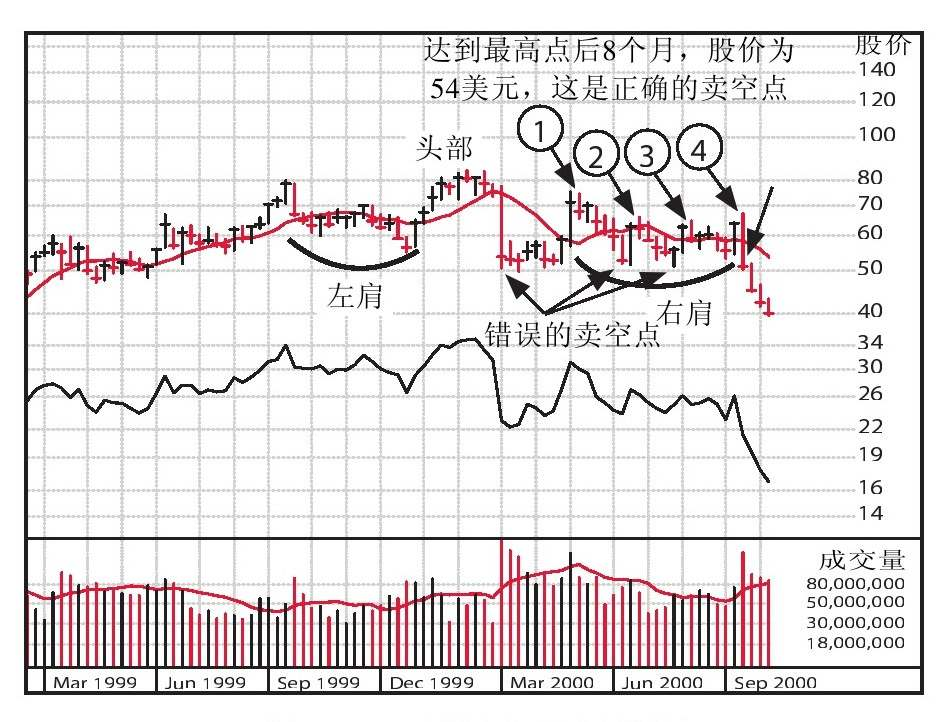 达到最高点后8个月，股价为
54美元，这是正确的卖空点
股价
140
120
100
80
70
60
50
40
34
30
26
22
19
16
14
头部
1
2
3
4
左肩
右肩
错误的卖空点
成交量
80,000,000
50,000,000
30,000,000
18,000,000
Mar 1999
Jun 1999
Sep 1999
Dec 1999
Mar 2000
Jun 2000
Sep 2000